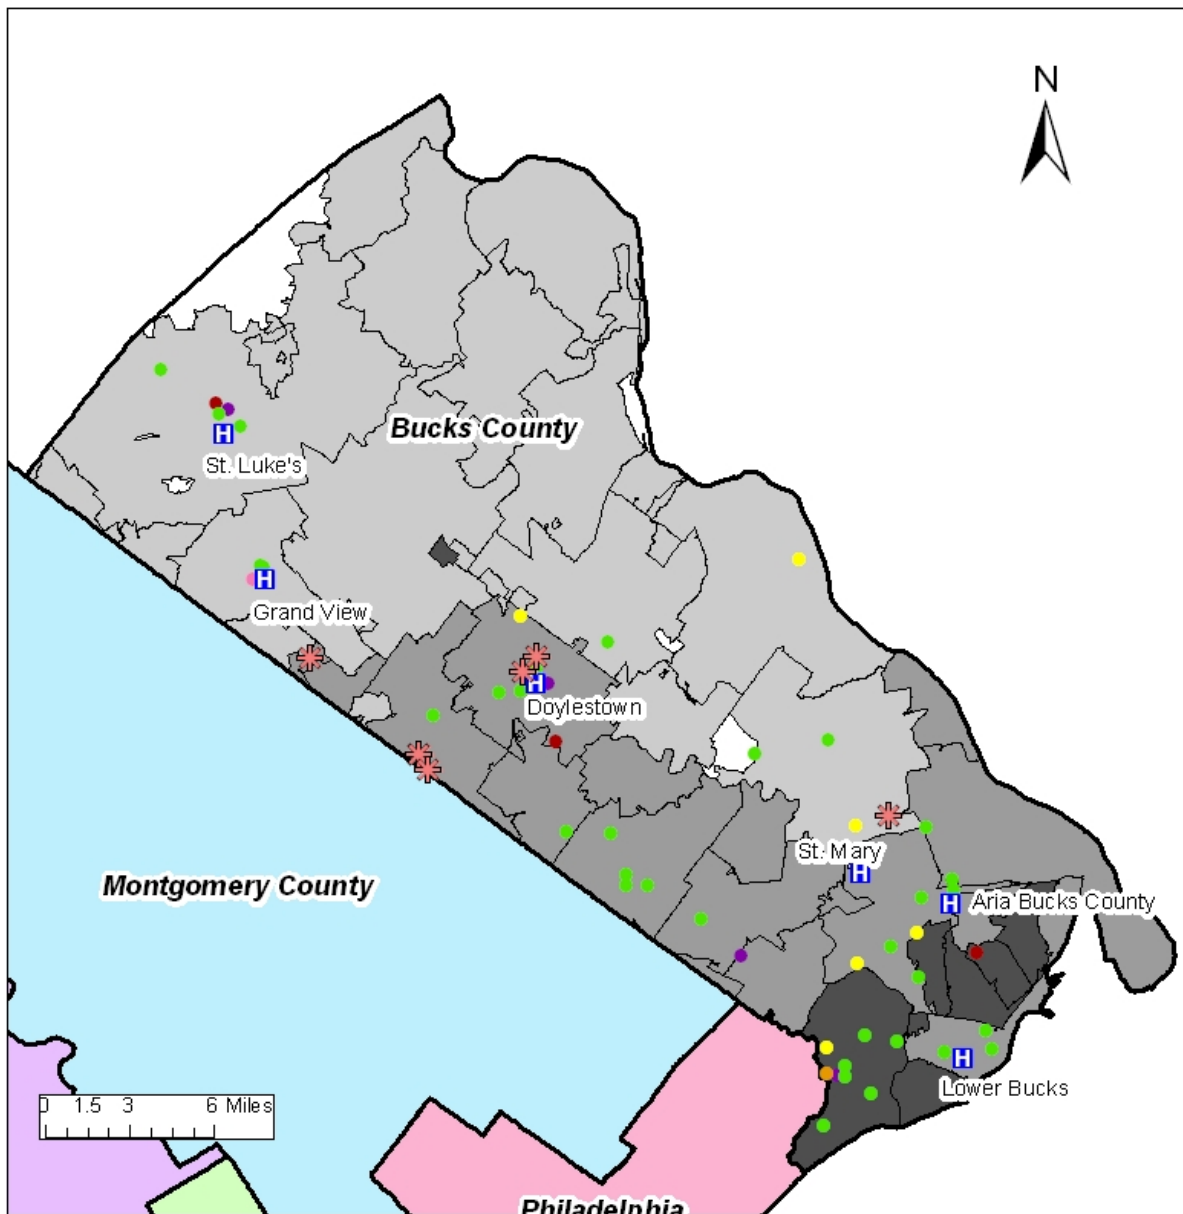 N
Bucks County
H
St. Luke's
H
Grand View
H
Doylestown
St. Mary
H
H
Aria Bucks County
Montgomery County
H
Lower Bucks
0 1.5 3 6 Miles
Philadelphia